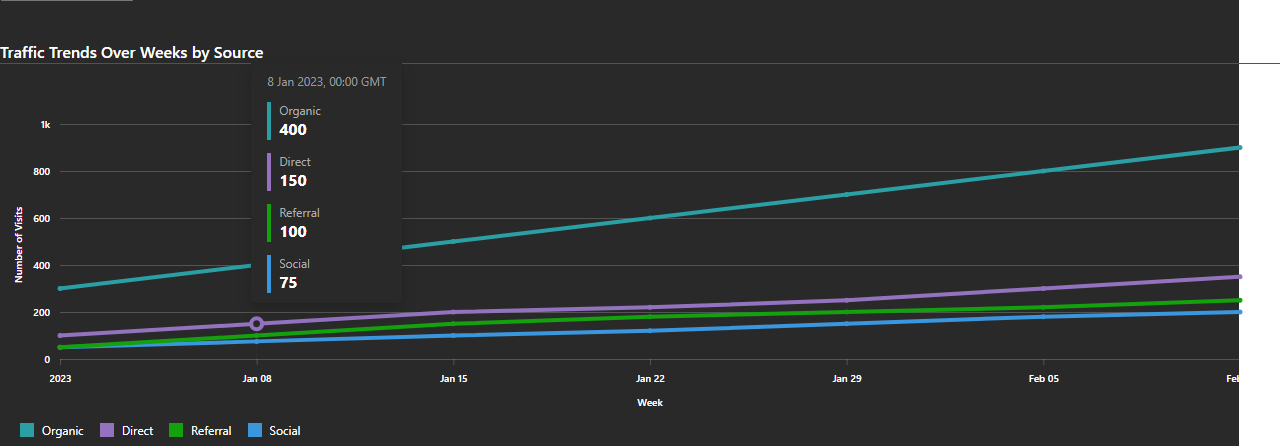 Traffic Trends Over Weeks by Source
8 Jan 2023, 00:00 GMT
Organic
400
Direct
150
Referral
100
Social
75
1k
800
600
400
200
0
Number of Visits
2023
Jan 08
Jan 15
Jan 22
Jan 29
Feb 05
Feb
Week
Organic
Direct
Referral
Social